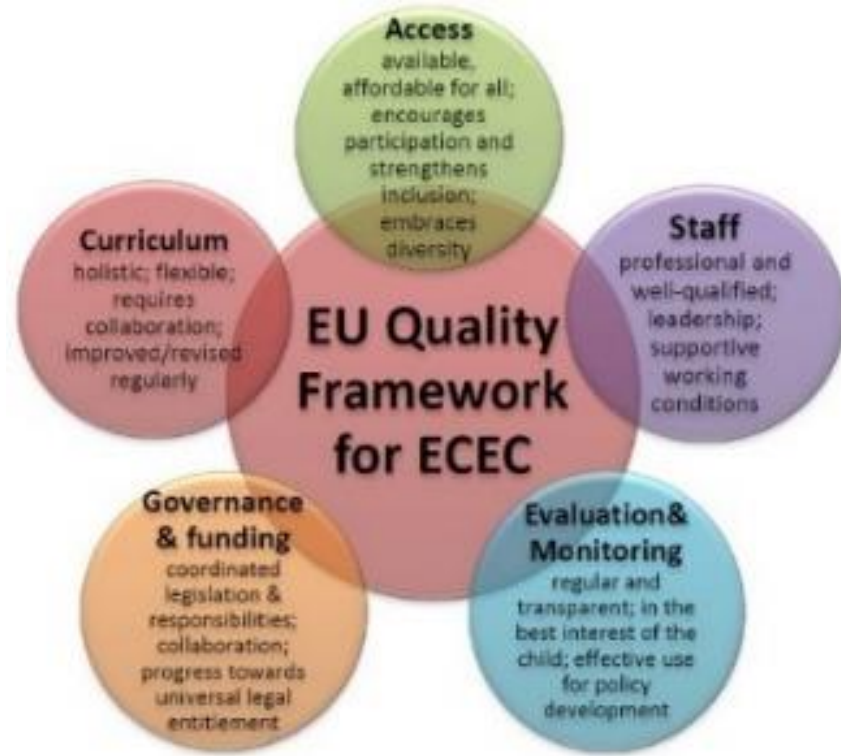 Access
available,
affordable for all;
encourages
participation and
strengthens
inclusion;
embraces
diversity
Curriculum
holistic; flexible;
requires
collaboration;
improved/revised
regularly
Staff
professional and
well-qualified;
leadership;
supportive
working
conditions
EU Quality
Framework
for ECEC
Governance
& funding
coordinated
legislation &
responsibilities;
collaboration;
progress towards
universal legal
entitlement
Evaluation&
Monitoring
regular and
transparent; in the
best interest of the
child; effective use
for policy
development